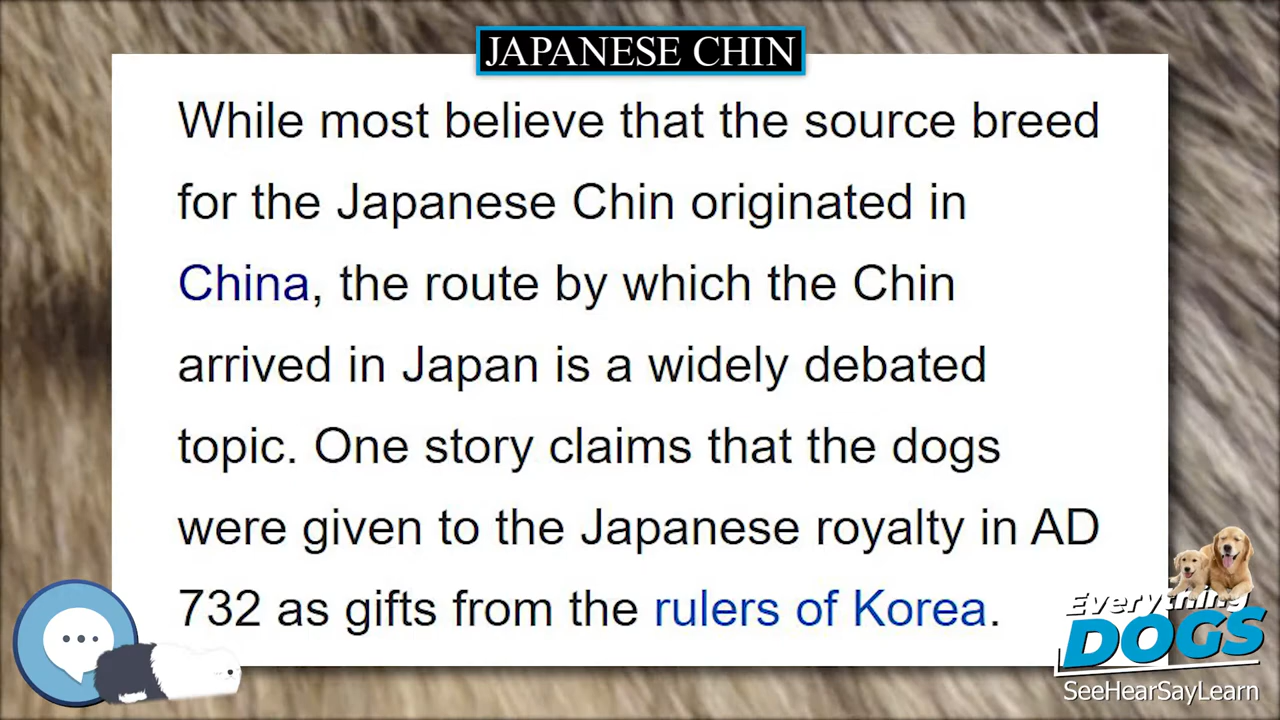 JAPANESE CHIN
While most believe that the source breed
for the Japanese Chin originated in
China, the route by which the Chin
arrived in Japan is a widely debated
topic. One story claims that the dogs
were given to the Japanese royalty in AD
732 as gifts from the rulers of Korea.
Everything
DOGS
SeeHearSayLearn